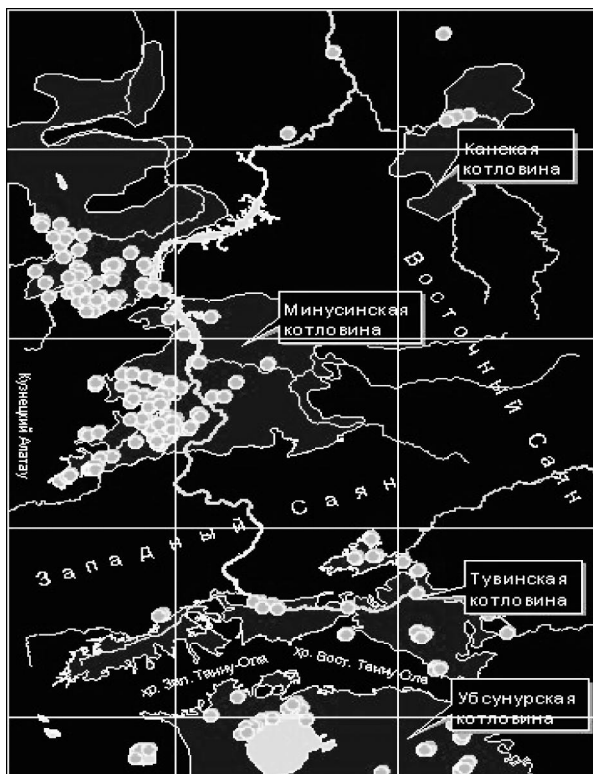 Канская
котловина
Восточный Саян
Минусинская
котловина
Кузнецкий Алатау
Западный Саян
Тувинская
котловина
хр. Зап. Танну-Ола
хр. Вост. Танну-Ола
Убсунурская
котловина